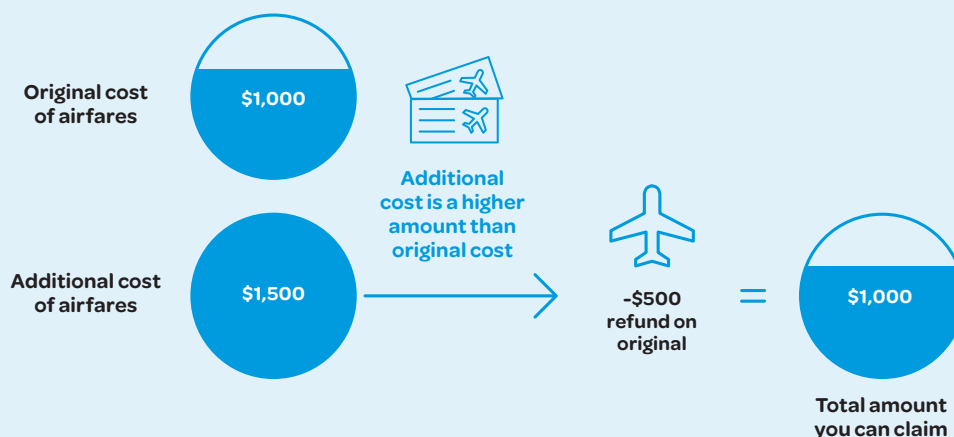 Original cost
of airfares
$1,000
Additional
cost is a higher
amount than
original cost
Additional cost
of airfares
$1,500
-$500
refund on
original
=
$1,000
Total amount
you can claim